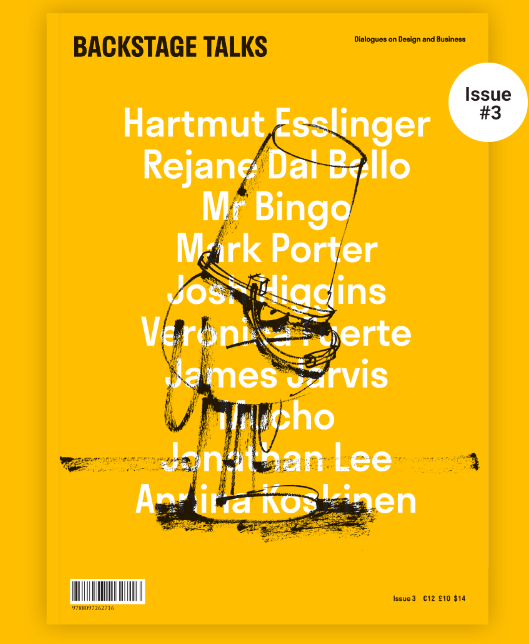 BACKSTAGE TALKS
Dialogues on Design and Business
Issue
#3
Hartmut Esslinger
Rejane Dal Bello
Mr Bingo
Mark Porter
Josh Higgins
Veronica Fuerte
James Jarvis
Mucho
Jonathan Lee
Anniina Koskinen
Issue 3 €12 £10 $14